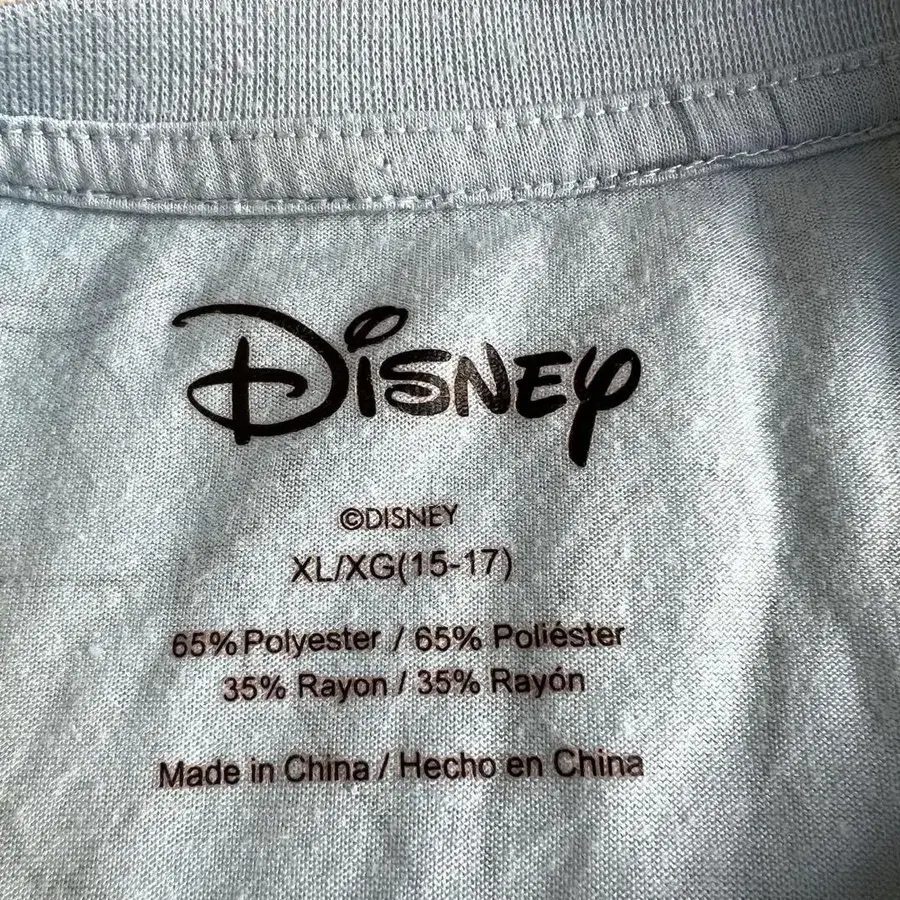 Disney
©DISNEY
XL/XG(15-17)
65% Polyester / 65% Poliéster
35% Rayon / 35% Rayón
Made in China / Hecho en China